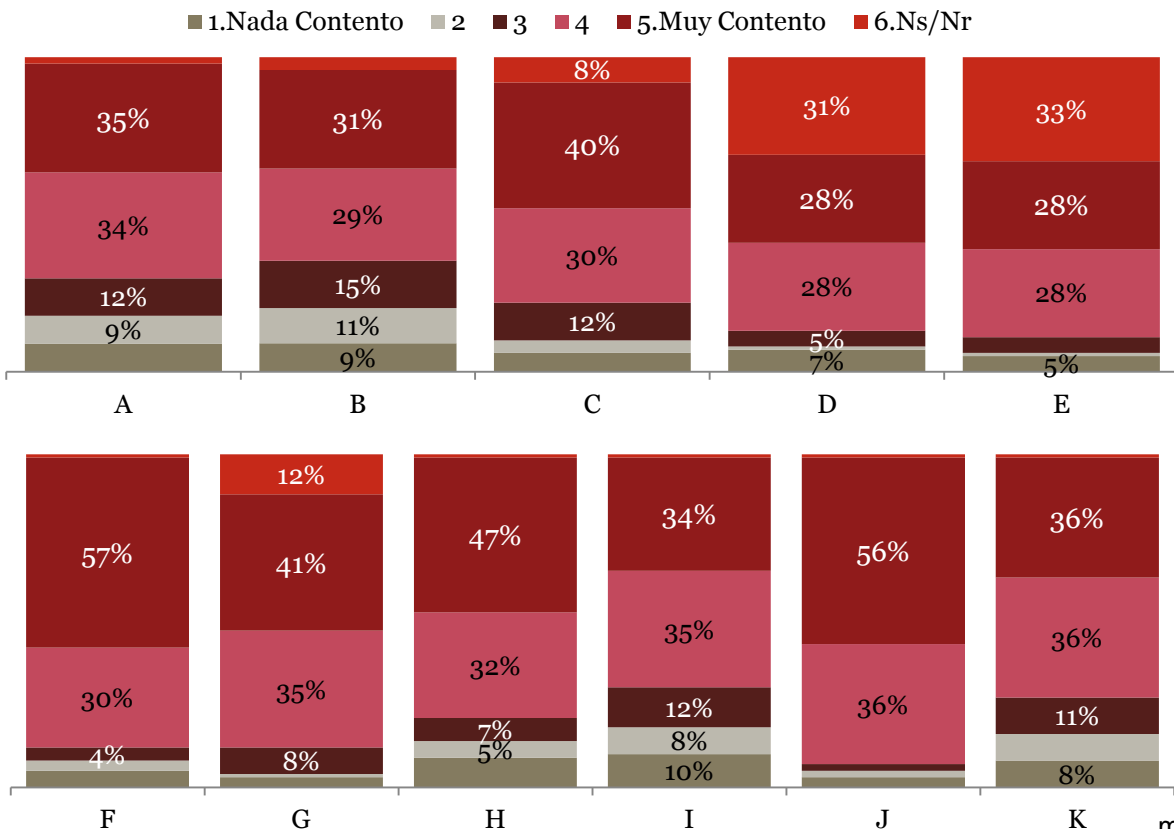 1.Nada Contento 2 3 4 5.Muy Contento 6.Ns/Nr
8%
31% 33%
35% 31% 40%
28% 28%
34% 29% 30%
28% 28%
12% 15% 12%
9% 11% 5%
9% 7% 5%
A B C D E
12%
57% 41% 47% 34% 56% 36%
30% 35% 32% 35% 36% 36%
4% 8% 7% 12% 11%
5% 8%
10% 8%
F G H I J K
m